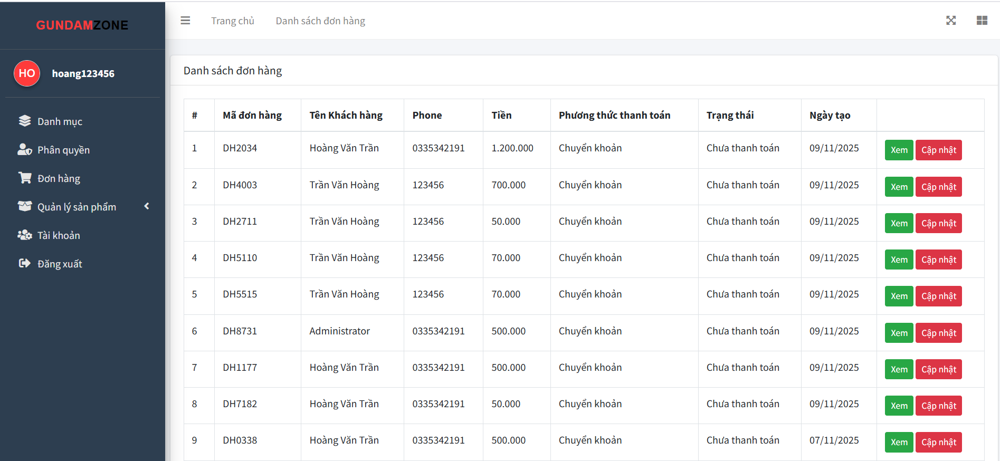 GUNDAMZONE
Trang chủ Danh sách đơn hàng
HO hoang123456
Danh mục
Phân quyền
Đơn hàng
Quản lý sản phẩm
Tài khoản
Đăng xuất
Danh sách đơn hàng
# Mã đơn hàng Tên Khách hàng Phone Tiền Phương thức thanh toán Trạng thái Ngày tạo
1 DH2034 Hoàng Văn Trần 0335342191 1.200.000 Chuyển khoản Chưa thanh toán 09/11/2025 Xem Cập nhật
2 DH4003 Trần Văn Hoàng 123456 700.000 Chuyển khoản Chưa thanh toán 09/11/2025 Xem Cập nhật
3 DH2711 Trần Văn Hoàng 123456 50.000 Chuyển khoản Chưa thanh toán 09/11/2025 Xem Cập nhật
4 DH5110 Trần Văn Hoàng 123456 70.000 Chuyển khoản Chưa thanh toán 09/11/2025 Xem Cập nhật
5 DH5515 Trần Văn Hoàng 123456 70.000 Chuyển khoản Chưa thanh toán 09/11/2025 Xem Cập nhật
6 DH8731 Administrator 0335342191 500.000 Chuyển khoản Chưa thanh toán 09/11/2025 Xem Cập nhật
7 DH1177 Hoàng Văn Trần 0335342191 500.000 Chuyển khoản Chưa thanh toán 09/11/2025 Xem Cập nhật
8 DH7182 Hoàng Văn Trần 0335342191 50.000 Chuyển khoản Chưa thanh toán 09/11/2025 Xem Cập nhật
9 DH0338 Hoàng Văn Trần 0335342191 500.000 Chuyển khoản Chưa thanh toán 07/11/2025 Xem Cập nhật